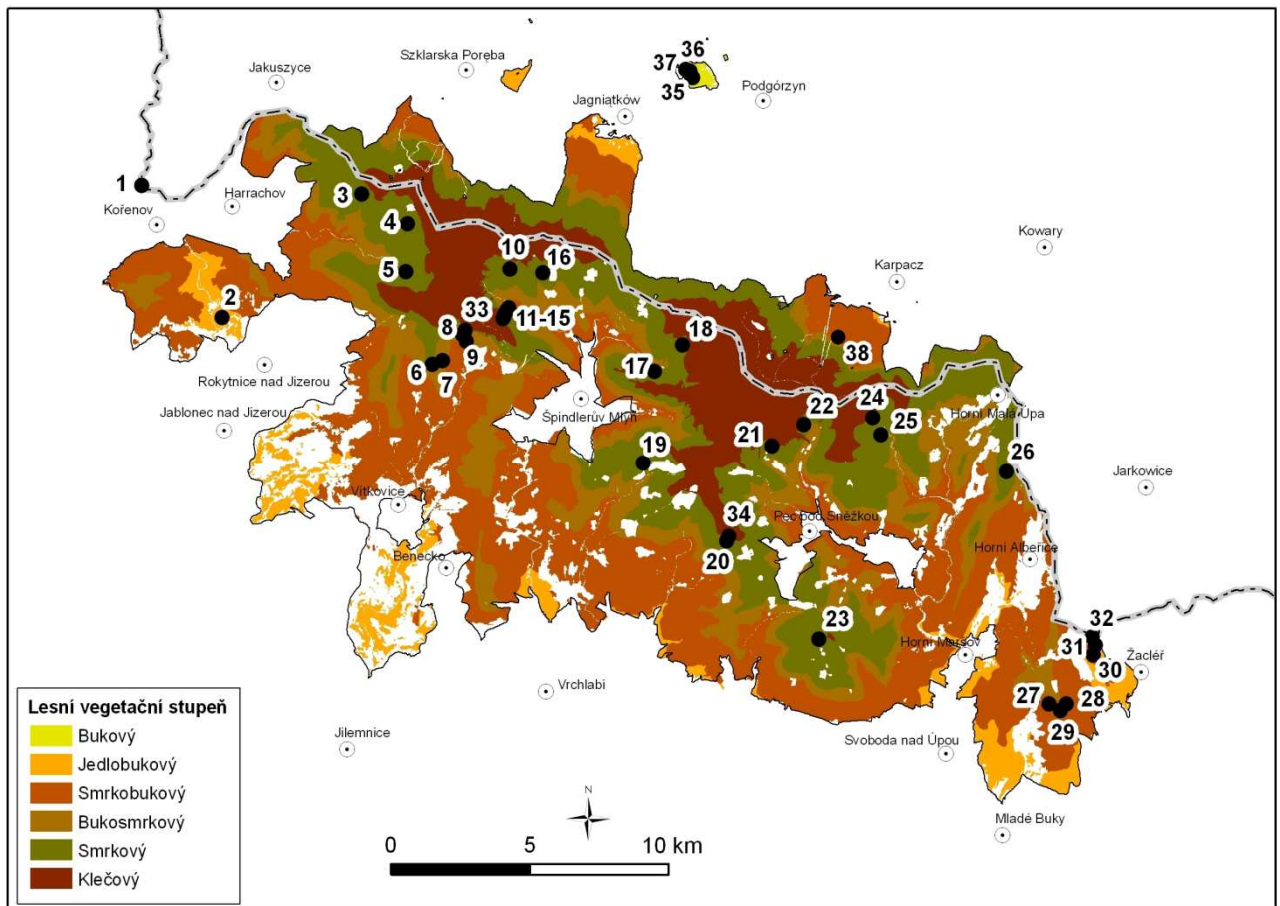 Szklarska Poręba
Jakuszyce
36
37
35
Podgórzyn
Jagniątków
1
Kořenov
Harrachov
3
4
5
10
16
Kowary
Karpacz
2
33
8
9
11-15
6
7
18
17
38
Rokytnice nad Jizerou
Jablonec nad Jizerou
Špindlerův Mlýn
24
25
22
21
Horní Malá Úpa
26
Jarkowice
19
Vítkovice
34
20
Pec pod Sněžkou
Benecko
Horní Albeřice
23
Horní Maršov
32
31
30
Žacléř
27
28
29
Vrchlabí
Jilemnice
Svoboda nad Úpou
Mladé Buky
N
0 5 10 km
Lesní vegetační stupeň
Bukový
Jedlobukový
Smrkobukový
Bukosmrkový
Smrkový
Klečový